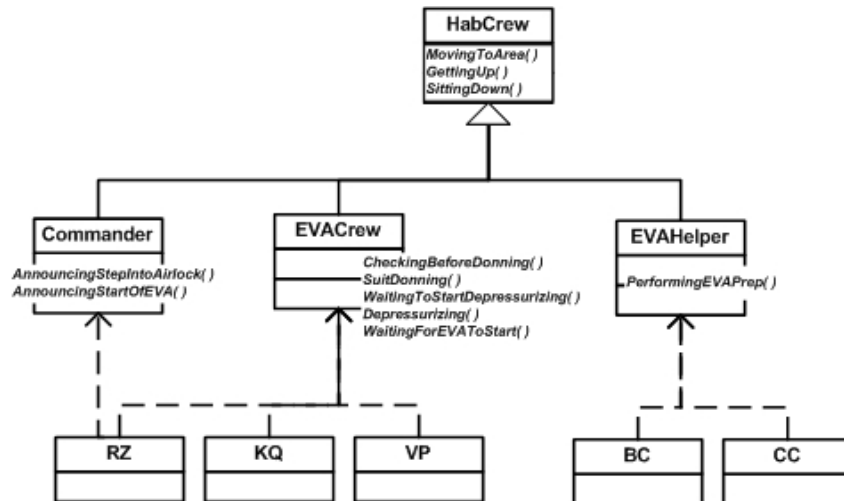 HabCrew
MovingToArea( )
GettingUp( )
SittingDown( )
Commander
AnnouncingStepIntoAirlock( )
AnnouncingStartOfEVA( )
EVACrew
CheckingBeforeDonning( )
SuitDonning( )
WaitingToStartDepressurizing( )
Depressurizing( )
WaitingForEVAToStart( )
EVAHelper
PerformingEVAPrep( )
RZ
KQ
VP
BC
CC